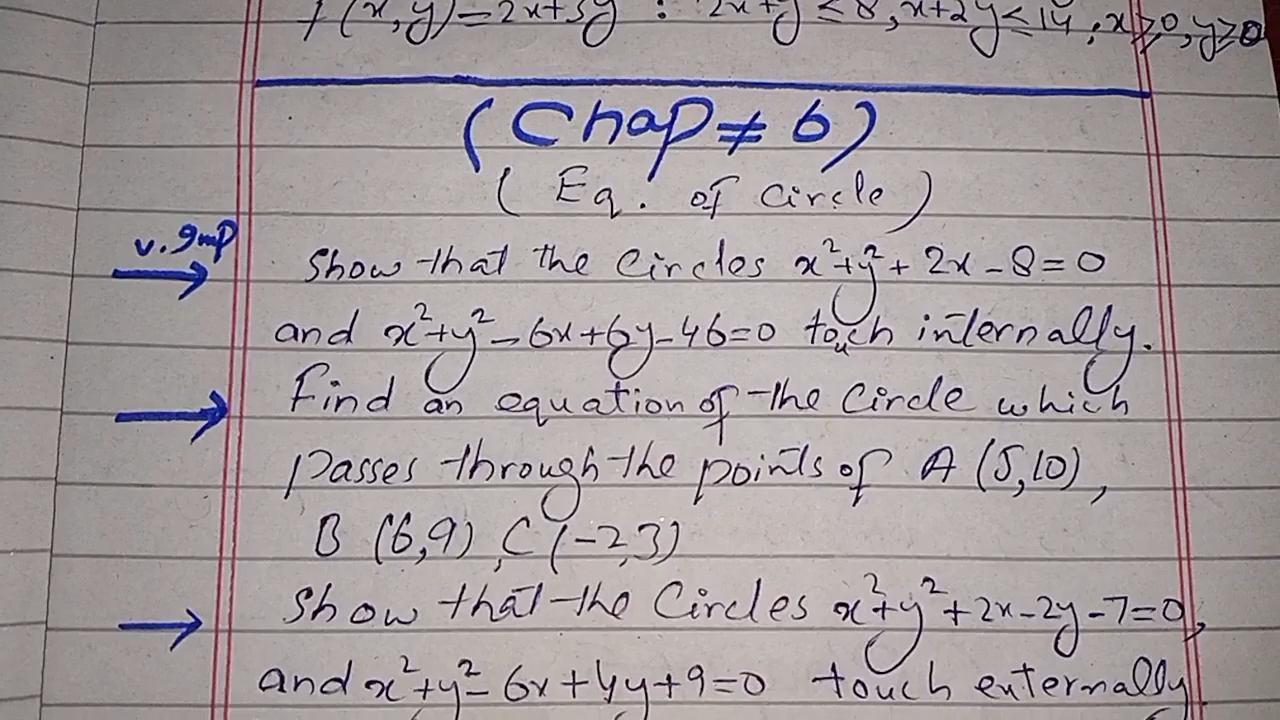 f(x,y)=2x+3y : 2x+y≤8, x+2y≤14, x≥0, y≥0
(Chap≠6)
(Eq. of circle)
v.Imp
Show that the Circles x²+y²+2x-8=0
and x²+y²-6x+6y-46=0 touch internally.
Find an equation of the Circle which
passes through the points of A(5,10),
B(6,9), C(-2,3)
Show that the Circles x²+y²+2x-2y-7=0,
and x²+y²-6x+4y+9=0 touch externally